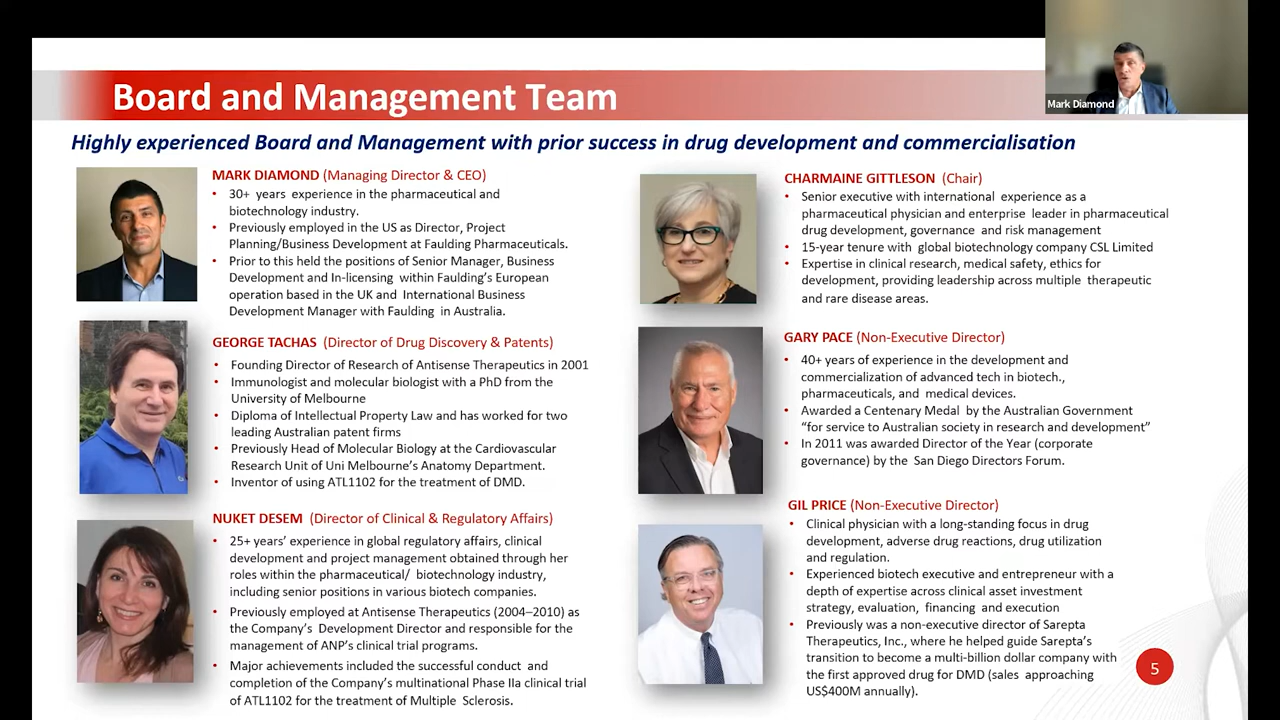 Board and Management Team
Mark Diamond
Highly experienced Board and Management with prior success in drug development and commercialisation
MARK DIAMOND (Managing Director & CEO)
• 30+ years experience in the pharmaceutical and
biotechnology industry.
• Previously employed in the US as Director, Project
Planning/Business Development at Faulding Pharmaceuticals.
• Prior to this held the positions of Senior Manager, Business
Development and In-licensing within Faulding's European
operation based in the UK and International Business
Development Manager with Faulding in Australia.
GEORGE TACHAS (Director of Drug Discovery & Patents)
• Founding Director of Research of Antisense Therapeutics in 2001
• Immunologist and molecular biologist with a PhD from the
University of Melbourne
• Diploma of Intellectual Property Law and has worked for two
leading Australian patent firms
• Previously Head of Molecular Biology at the Cardiovascular
Research Unit of Uni Melbourne's Anatomy Department.
• Inventor of using ATL1102 for the treatment of DMD.
NUKET DESEM (Director of Clinical & Regulatory Affairs)
• 25+ years' experience in global regulatory affairs, clinical
development and project management obtained through her
roles within the pharmaceutical/ biotechnology industry,
including senior positions in various biotech companies.
• Previously employed at Antisense Therapeutics (2004–2010) as
the Company's Development Director and responsible for the
management of ANP's clinical trial programs.
• Major achievements included the successful conduct and
completion of the Company's multinational Phase IIa clinical trial
of ATL1102 for the treatment of Multiple Sclerosis.
CHARMAINE GITTLESON (Chair)
• Senior executive with international experience as a
pharmaceutical physician and enterprise leader in pharmaceutical
drug development, governance and risk management
• 15-year tenure with global biotechnology company CSL Limited
• Expertise in clinical research, medical safety, ethics for
development, providing leadership across multiple therapeutic
and rare disease areas.
GARY PACE (Non-Executive Director)
• 40+ years of experience in the development and
commercialization of advanced tech in biotech.,
pharmaceuticals, and medical devices.
• Awarded a Centenary Medal by the Australian Government
“for service to Australian society in research and development”
• In 2011 was awarded Director of the Year (corporate
governance) by the San Diego Directors Forum.
GIL PRICE (Non-Executive Director)
• Clinical physician with a long-standing focus in drug
development, adverse drug reactions, drug utilization
and regulation.
• Experienced biotech executive and entrepreneur with a
depth of expertise across clinical asset investment
strategy, evaluation, financing and execution
• Previously was a non-executive director of Sarepta
Therapeutics, Inc., where he helped guide Sarepta's
transition to become a multi-billion dollar company with
the first approved drug for DMD (sales approaching
US$400M annually).
5